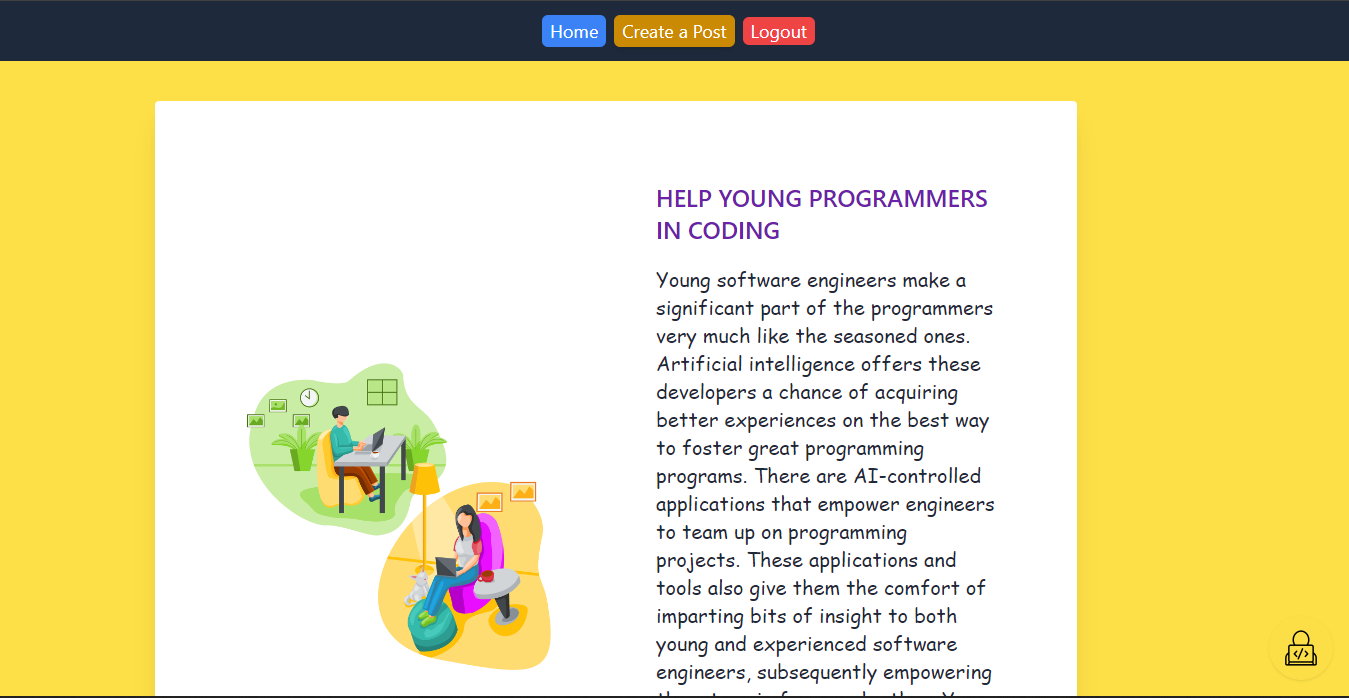 Home Create a Post Logout
HELP YOUNG PROGRAMMERS
IN CODING
Young software engineers make a
significant part of the programmers
very much like the seasoned ones.
Artificial intelligence offers these
developers a chance of acquiring
better experiences on the best way
to foster great programming
programs. There are AI-controlled
applications that empower engineers
to team up on programming
projects. These applications and
tools also give them the comfort of
imparting bits of insight to both
young and experienced software
engineers, subsequently empowering